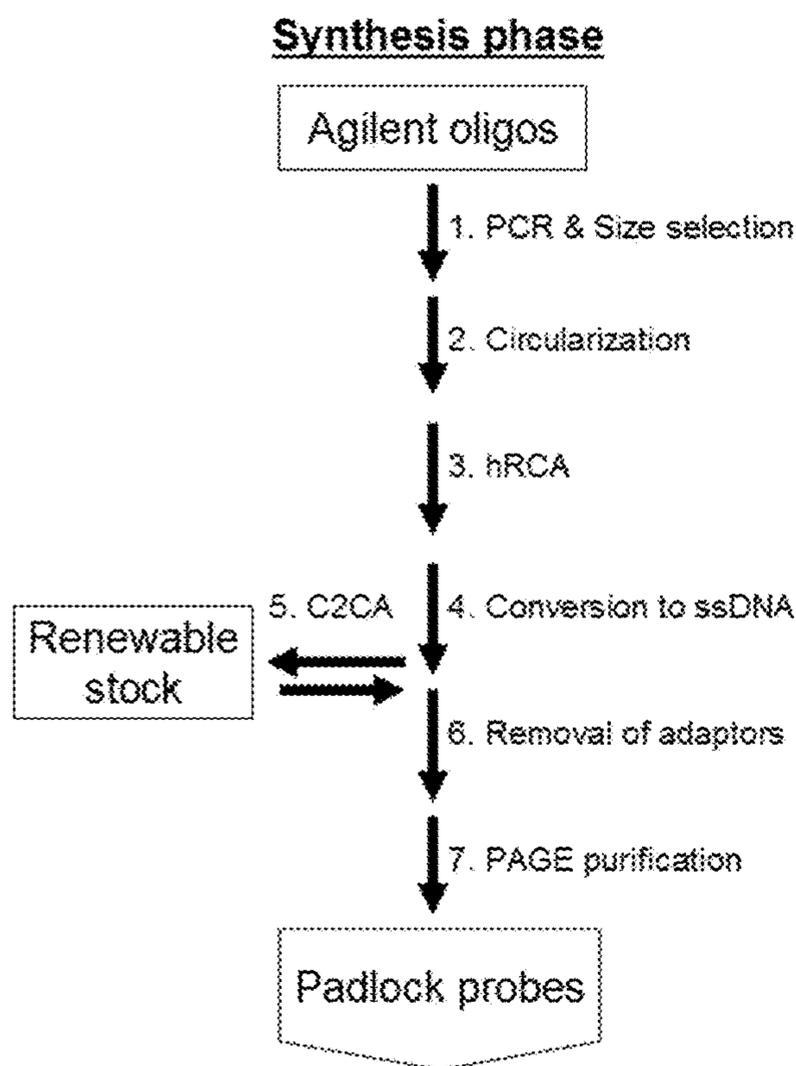 Synthesis phase
Agilent oligos
1. PCR & Size selection
2. Circularization
3. hRCA
5. C2CA
4. Conversion to ssDNA
Renewable
stock
6. Removal of adaptors
7. PAGE purification
Padlock probes